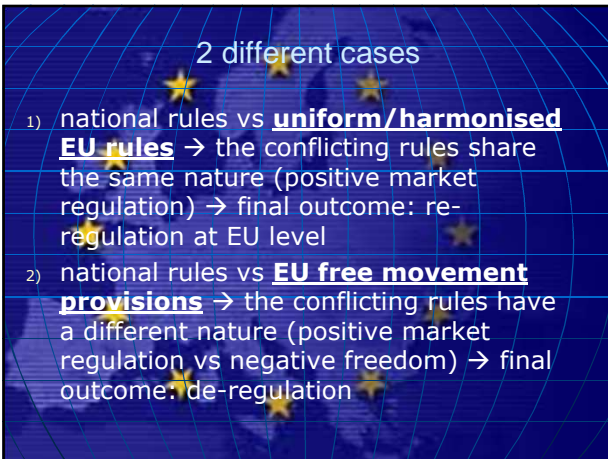 2 different cases
1) national rules vs uniform/harmonised
EU rules → the conflicting rules share
the same nature (positive market
regulation) → final outcome: re-
regulation at EU level
2) national rules vs EU free movement
provisions → the conflicting rules have
a different nature (positive market
regulation vs negative freedom) → final
outcome: de-regulation